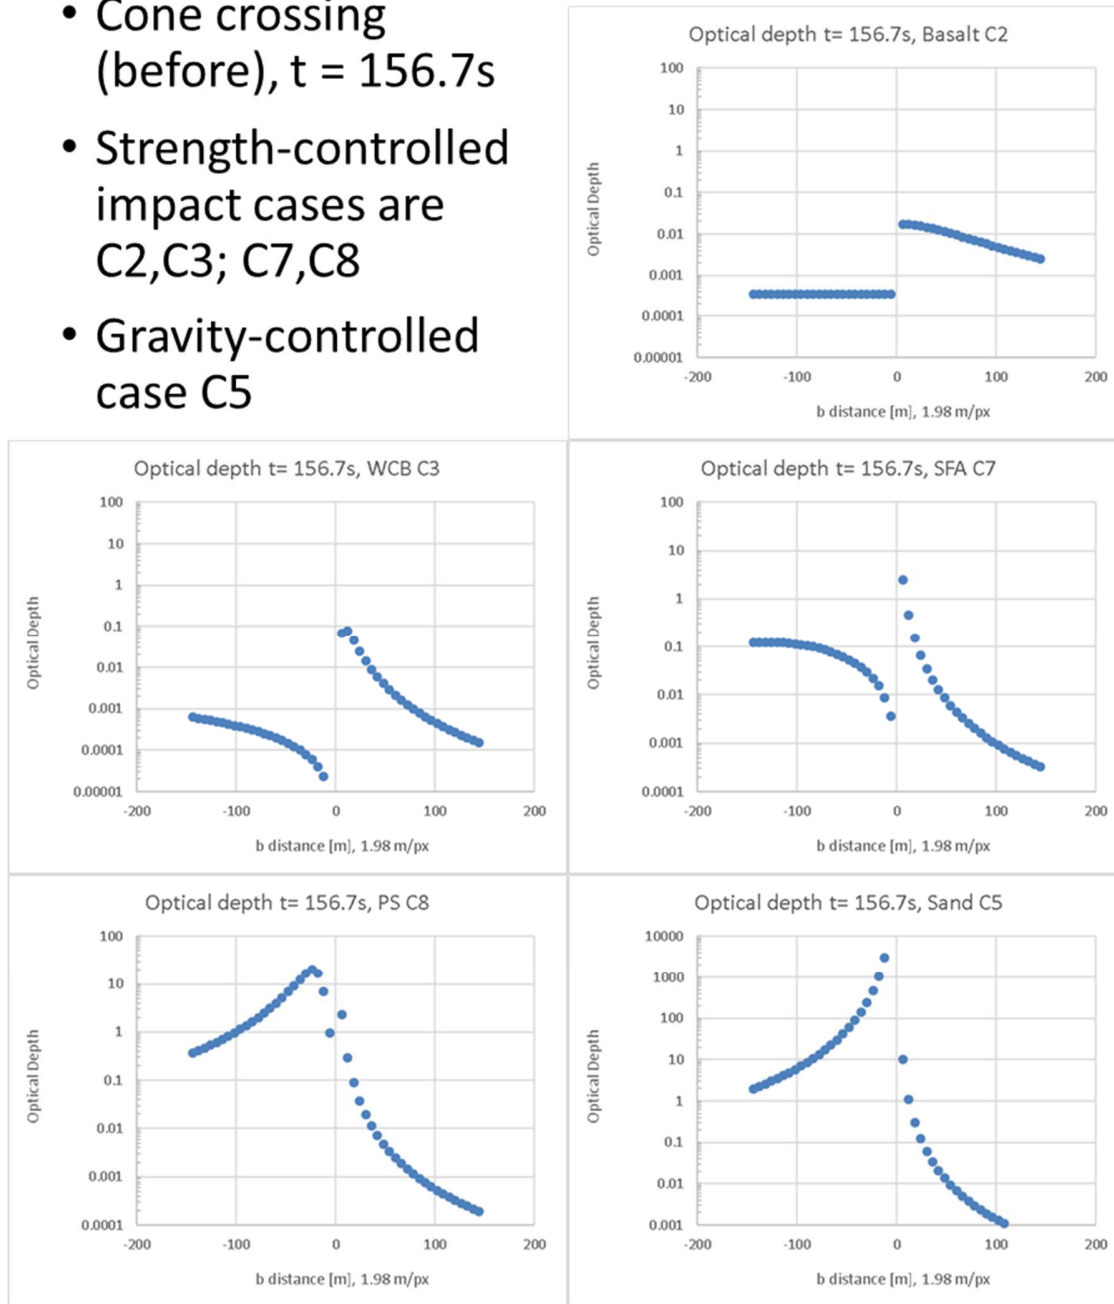 • Cone crossing
(before), t = 156.7s
• Strength-controlled
impact cases are
C2,C3; C7,C8
• Gravity-controlled
case C5
Optical depth t= 156.7s, Basalt C2
100
10
1
0.1
0.01
0.001
0.0001
0.00001
Optical Depth
-200 -100 0 100 200
b distance [m], 1.98 m/px
Optical depth t= 156.7s, WCB C3
100
10
1
0.1
0.01
0.001
0.0001
0.00001
Optical Depth
-200 -100 0 100 200
b distance [m], 1.98 m/px
Optical depth t= 156.7s, SFA C7
100
10
1
0.1
0.01
0.001
0.0001
Optical Depth
-200 -100 0 100 200
b distance [m], 1.98 m/px
Optical depth t= 156.7s, PS C8
100
10
1
0.1
0.01
0.001
0.0001
Optical Depth
-200 -100 0 100 200
b distance [m], 1.98 m/px
Optical depth t= 156.7s, Sand C5
10000
1000
100
10
1
0.1
0.01
0.001
Optical Depth
-200 -100 0 100 200
b distance [m], 1.98 m/px